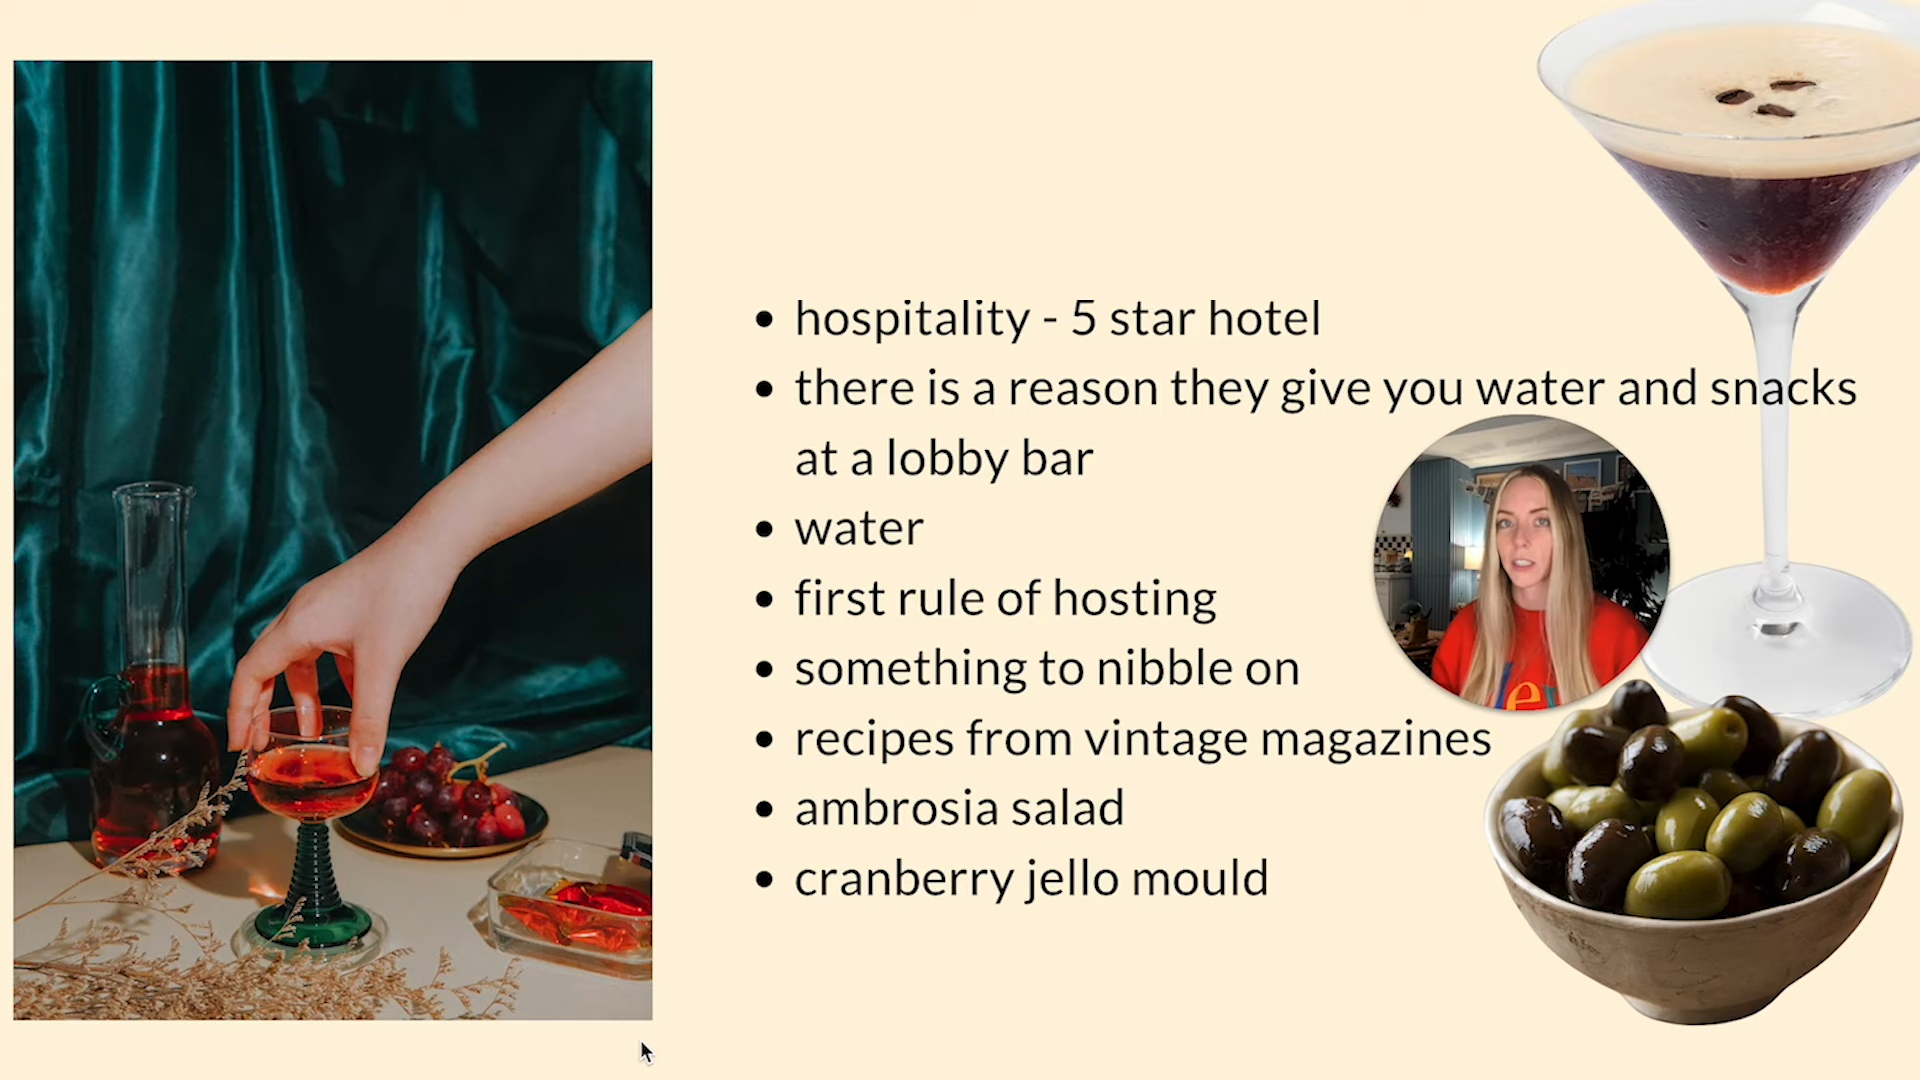 hospitality - 5 star hotel
there is a reason they give you water and snacks
at a lobby bar
water
first rule of hosting
something to nibble on
recipes from vintage magazines
ambrosia salad
cranberry jello mould